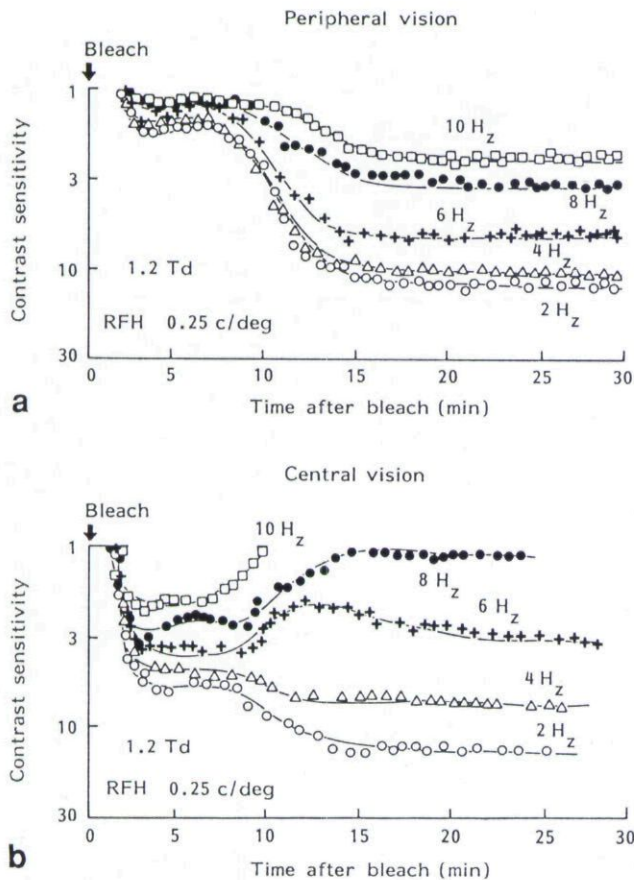 Peripheral vision
Bleach
1
3
10
30
Contrast sensitivity
10 Hz
8 Hz
6 Hz
4 Hz
2 Hz
1.2 Td
RFH 0.25 c/deg
0 5 10 15 20 25 30
a
Time after bleach (min)
Central vision
Bleach
1
3
10
30
Contrast sensitivity
10 Hz
8 Hz
6 Hz
4 Hz
2 Hz
1.2 Td
RFH 0.25 c/deg
0 5 10 15 20 25 30
b
Time after bleach (min)